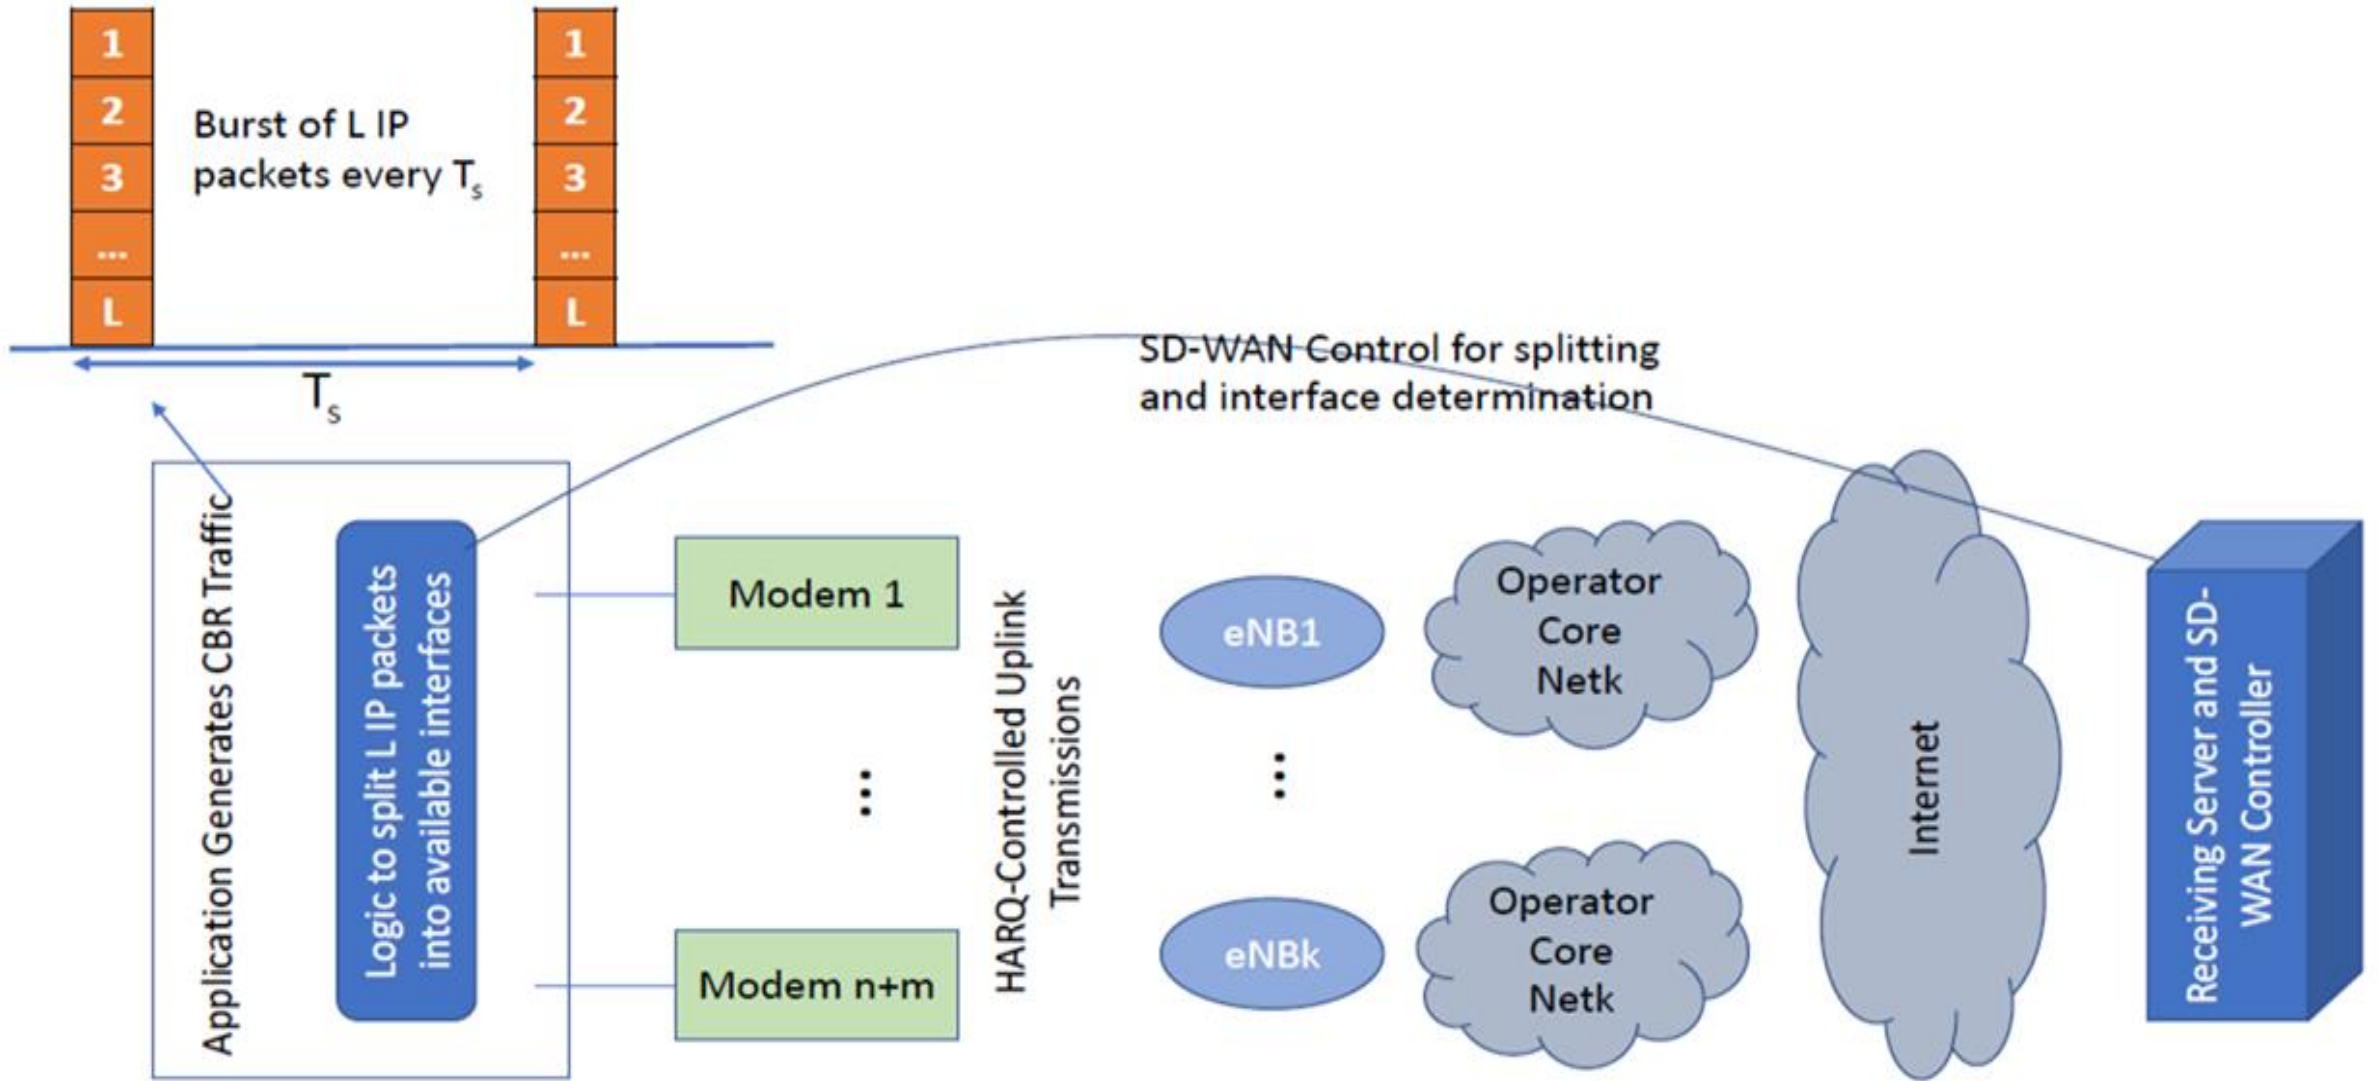 1
2
3
...
L
Burst of L IP
packets every Ts
1
2
3
...
L
Ts
SD-WAN Control for splitting
and interface determination
Application Generates CBR Traffic
Logic to split L IP packets
into available interfaces
Modem 1
...
Modem n+m
HARQ-Controlled Uplink
Transmissions
eNB1
...
eNBk
Operator
Core
Netk
Operator
Core
Netk
Internet
Receiving Server and SD-
WAN Controller